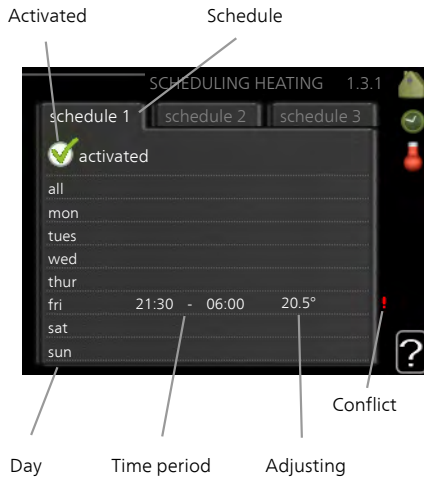 Activated Schedule
SCHEDULING HEATING 1.3.1
schedule 1 schedule 2 schedule 3
activated
all
mon
tues
wed
thur
fri 21:30 - 06:00 20.5°
sat
sun
!
?
Conflict
Day Time period Adjusting